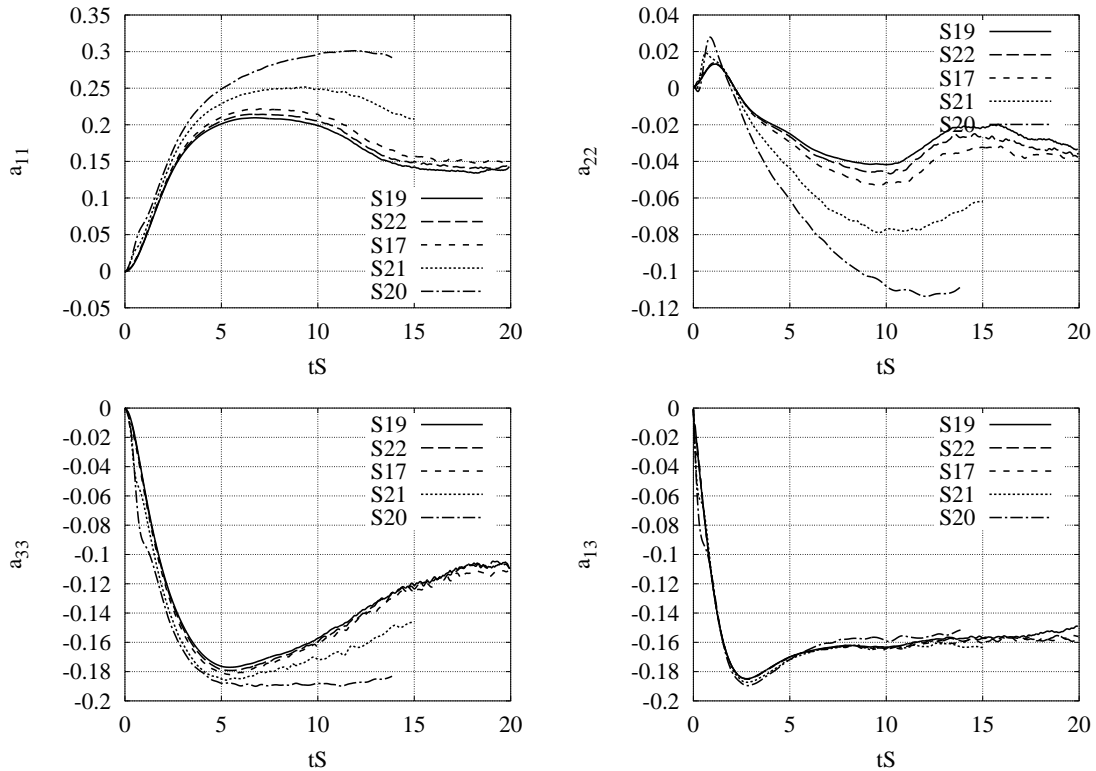 0.35
0.3
0.25
0.2
0.15
0.1
0.05
0
-0.05
a11
S19
S22
S17
S21
S20
0 5 10 15 20
tS
0.04
0.02
0
-0.02
-0.04
-0.06
-0.08
-0.1
-0.12
a22
S19
S22
S17
S21
S20
0 5 10 15 20
tS
0
-0.02
-0.04
-0.06
-0.08
-0.1
-0.12
-0.14
-0.16
-0.18
-0.2
a33
S19
S22
S17
S21
S20
0 5 10 15 20
tS
0
-0.02
-0.04
-0.06
-0.08
-0.1
-0.12
-0.14
-0.16
-0.18
-0.2
a13
S19
S22
S17
S21
S20
0 5 10 15 20
tS